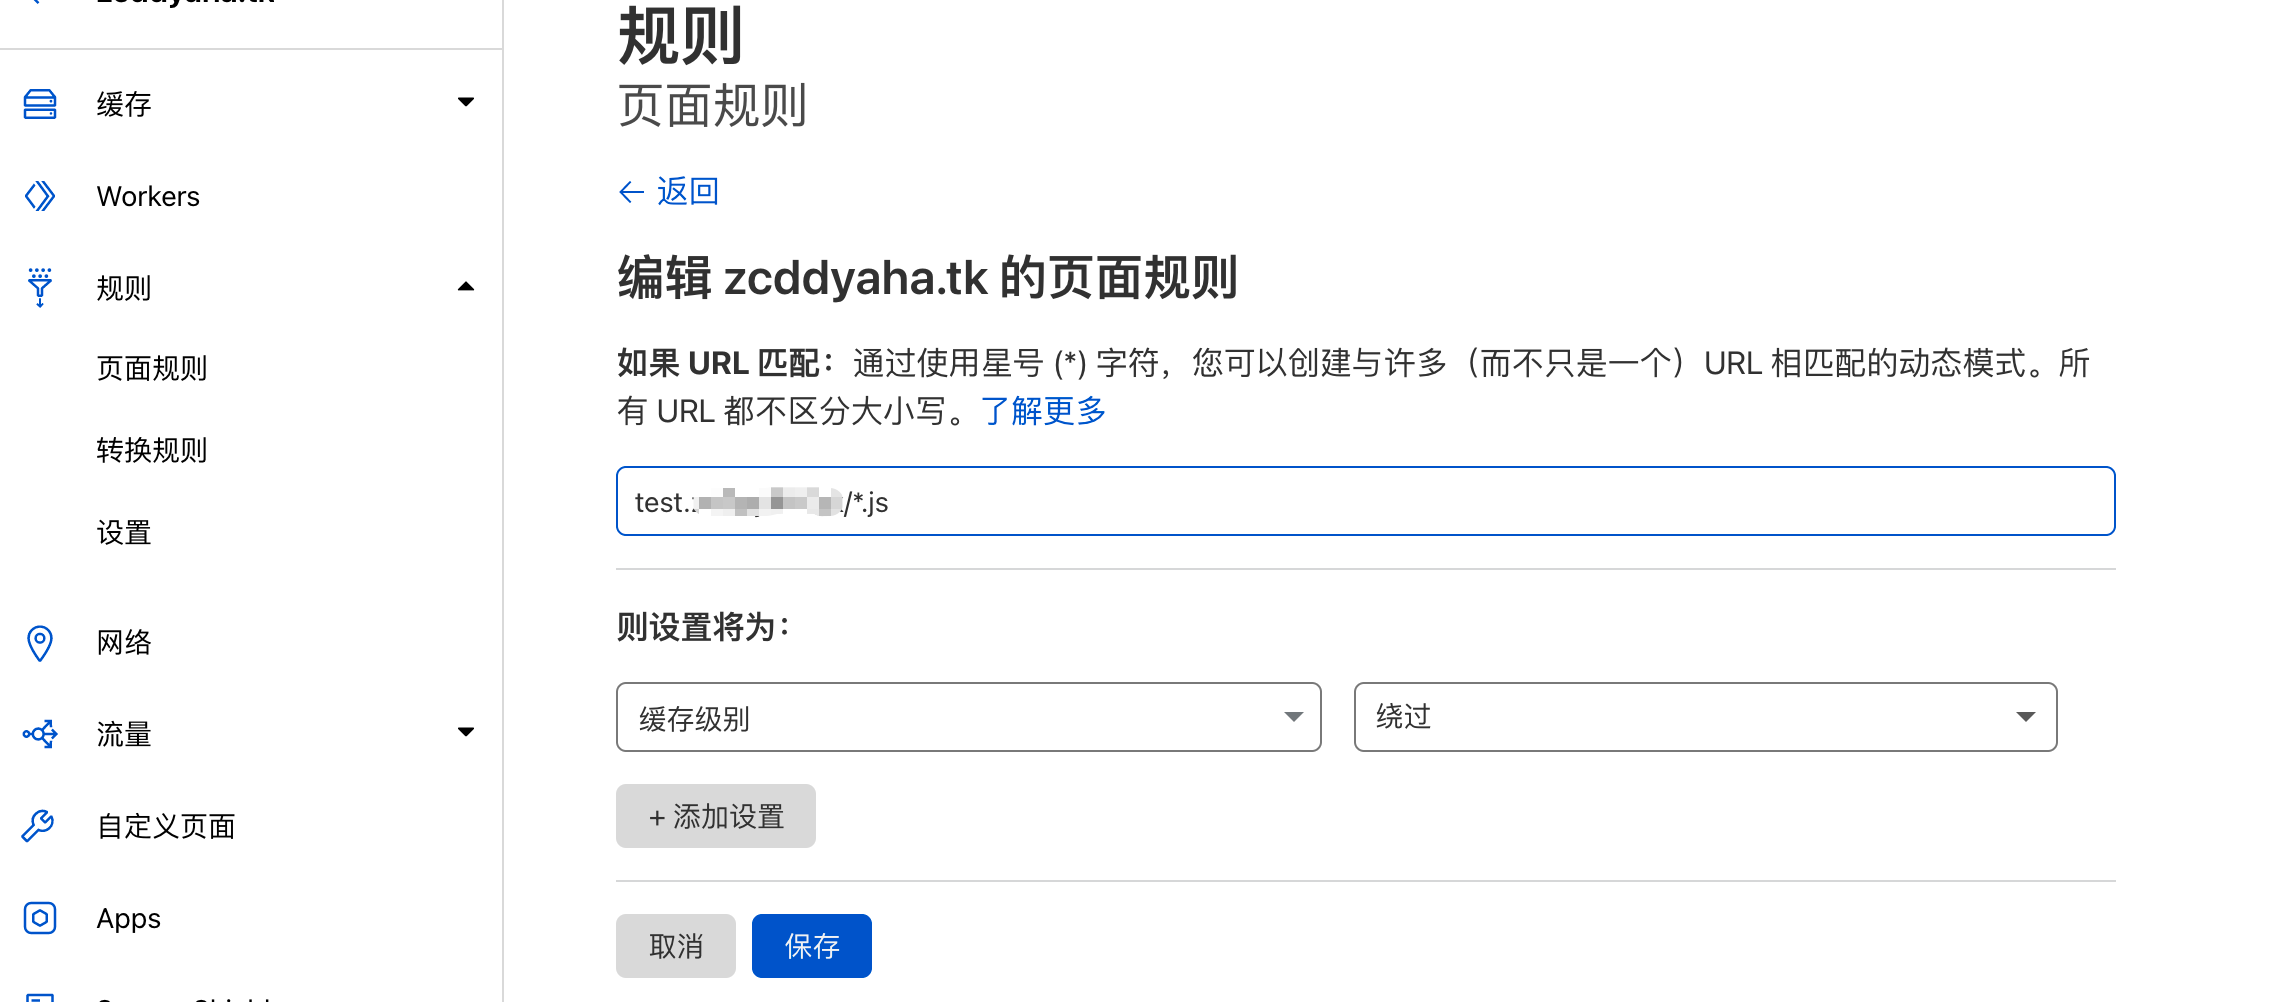 缓存
Workers
规则
页面规则
转换规则
设置
网络
流量
自定义页面
Apps
规则
页面规则
← 返回
编辑 zcddyaha.tk 的页面规则
如果 URL 匹配：通过使用星号 (*) 字符，您可以创建与许多（而不只是一个）URL 相匹配的动态模式。所
有 URL 都不区分大小写。了解更多
test. /*.js
则设置将为：
缓存级别
绕过
+ 添加设置
取消
保存